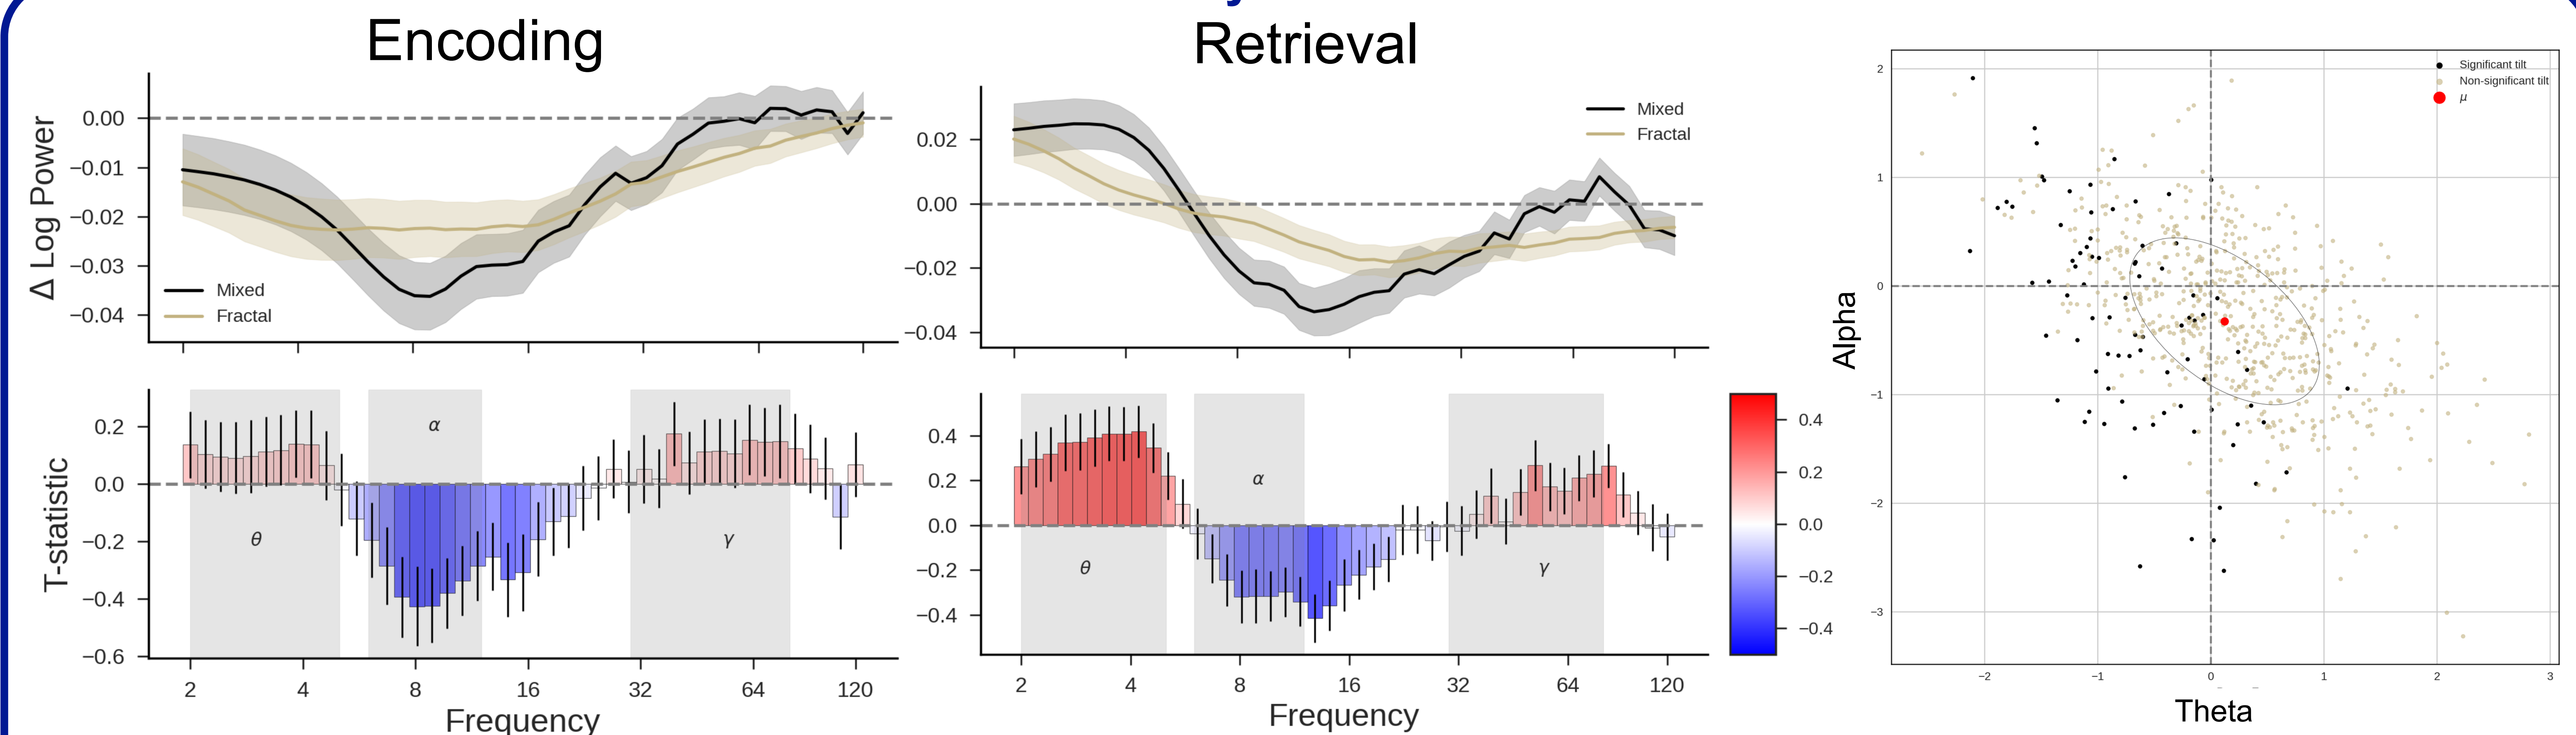 Encoding
Retrieval
Δ Log Power
0.00
−0.01
−0.02
−0.03
−0.04
Mixed
Fractal
0.02
0.00
−0.02
−0.04
Mixed
Fractal
T-statistic
0.2
0.0
−0.2
−0.4
−0.6
θ
α
γ
2
4
8
16
32
64
120
Frequency
0.4
0.2
0.0
−0.2
−0.4
θ
α
γ
2
4
8
16
32
64
120
Frequency
0.4
0.2
0.0
−0.2
−0.4
Alpha
2
1
0
−1
−2
−3
Significant tilt
Non-significant tilt
μ
−2
−1
0
1
2
3
Theta